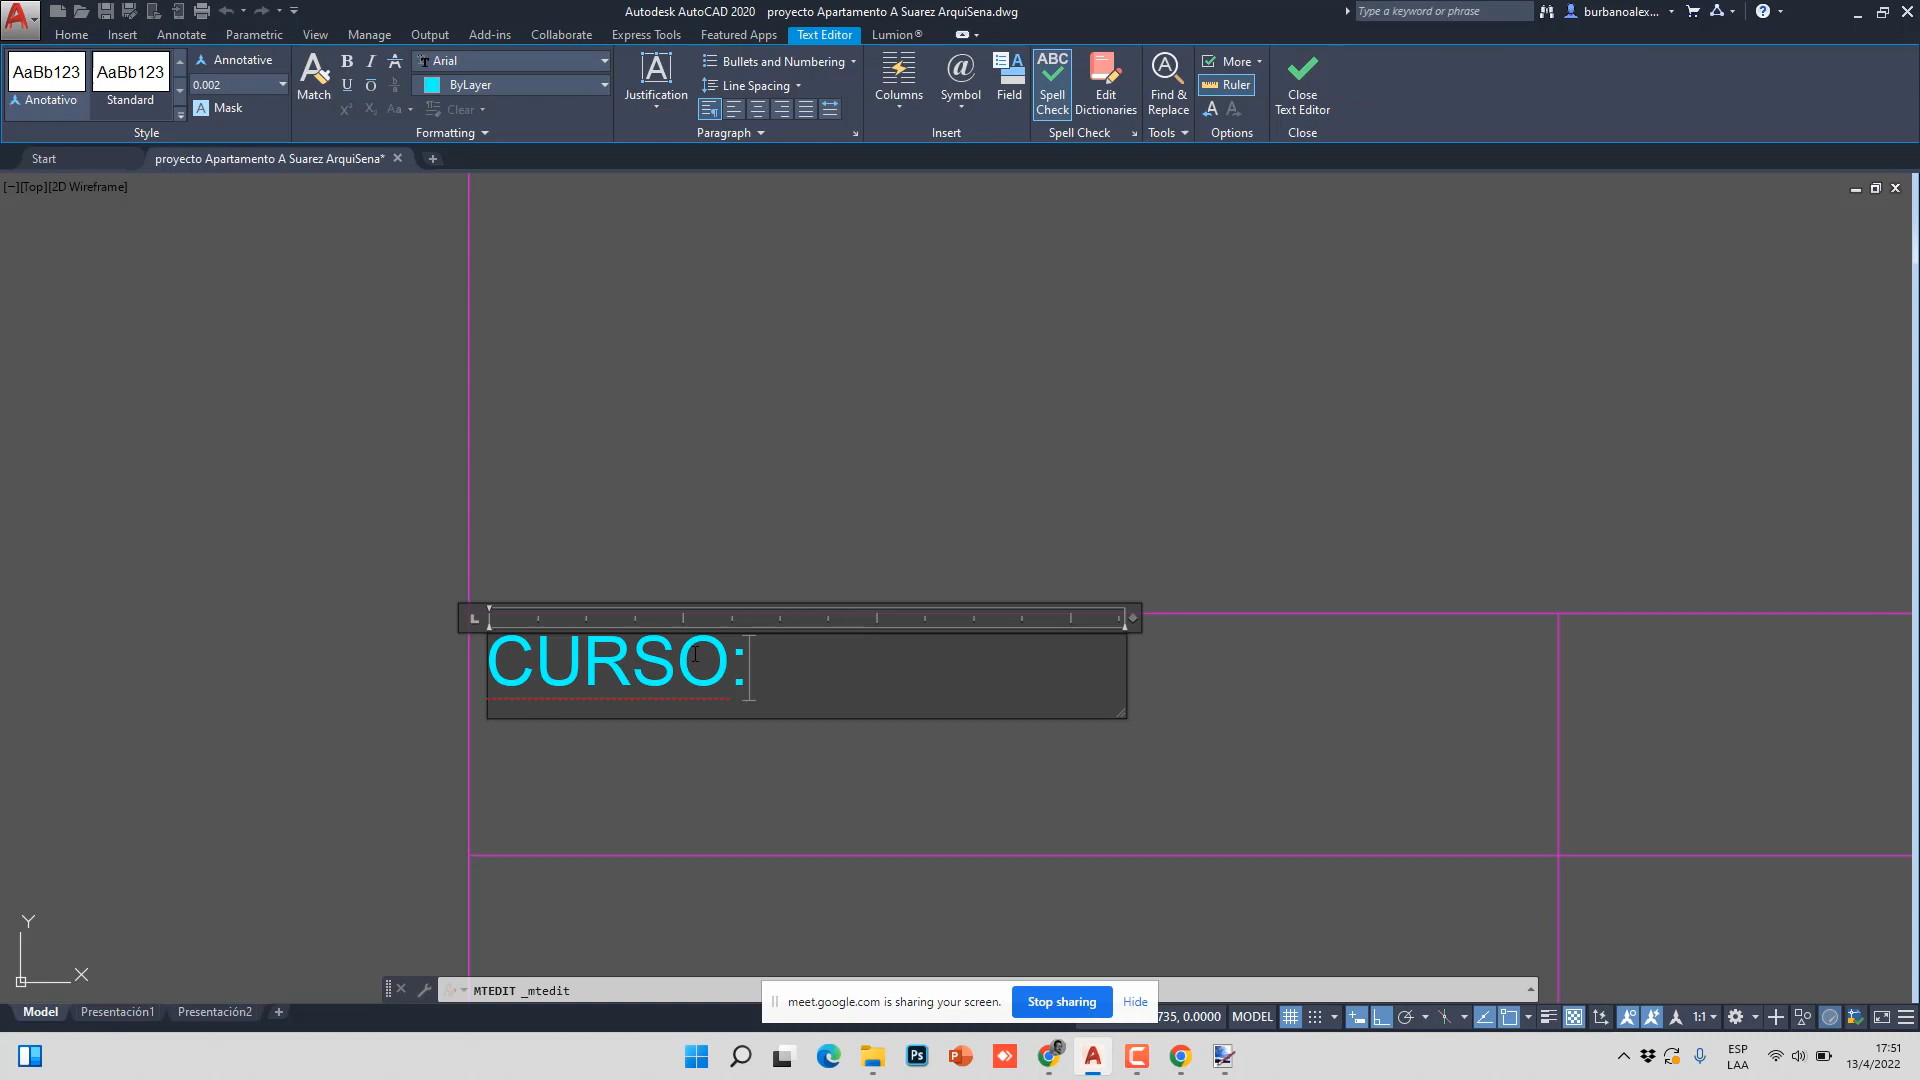 Autodesk AutoCAD 2020 proyecto Apartamento A Suarez ArquiSena.dwg
Type a keyword or phrase
burbanoalex...
Home Insert Annotate Parametric View Manage Output Add-ins Collaborate Express Tools Featured Apps Text Editor Lumion®
AaBb123 AaBb123
Anotativo Standard
Annotative
0.002
Mask
Style
Match
Arial
ByLayer
Clear
Formatting
Justification
Bullets and Numbering
Line Spacing
Paragraph
Columns
Symbol
Field
Insert
ABC
Spell
Check
Edit
Dictionaries
Spell Check
Find &
Replace
Tools
More
Ruler
Options
Close
Text Editor
Close
Start
proyecto Apartamento A Suarez ArquiSena*
[−][Top][2D Wireframe]
CURSO:
Y
X
MTEDIT _mtedit
meet.google.com is sharing your screen.
Stop sharing
Hide
Model Presentación1 Presentación2
735, 0.0000 MODEL
1:1
Ps
ESP
LAA
17:51
13/4/2022